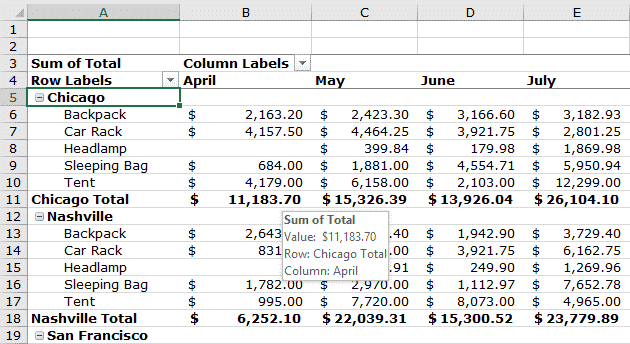 A B C D E
1
2
3 Sum of Total Column Labels
4 Row Labels April May June July
5 Chicago
6 Backpack $ 2,163.20 $ 2,423.30 $ 3,166.60 $ 3,182.93
7 Car Rack $ 4,157.50 $ 4,464.25 $ 3,921.75 $ 2,801.25
8 Headlamp $ 399.84 $ 179.98 $ 1,869.98
9 Sleeping Bag $ 684.00 $ 1,881.00 $ 4,554.71 $ 5,950.94
10 Tent $ 4,179.00 $ 6,158.00 $ 2,103.00 $ 12,299.00
11 Chicago Total $ 11,183.70 $ 15,326.39 $ 13,926.04 $ 26,104.10
12 Nashville
Sum of Total
Value: $11,183.70
Row: Chicago Total
Column: April
13 Backpack $ 2,643 .40 $ 1,942.90 $ 3,729.40
14 Car Rack $ 831 .00 $ 3,921.75 $ 6,162.75
15 Headlamp .91 $ 249.90 $ 1,269.96
16 Sleeping Bag $ 1,782.00 $ 2,970.00 $ 1,112.97 $ 7,652.78
17 Tent $ 995.00 $ 7,720.00 $ 8,073.00 $ 4,965.00
18 Nashville Total $ 6,252.10 $ 22,039.31 $ 15,300.52 $ 23,779.89
19 San Francisco